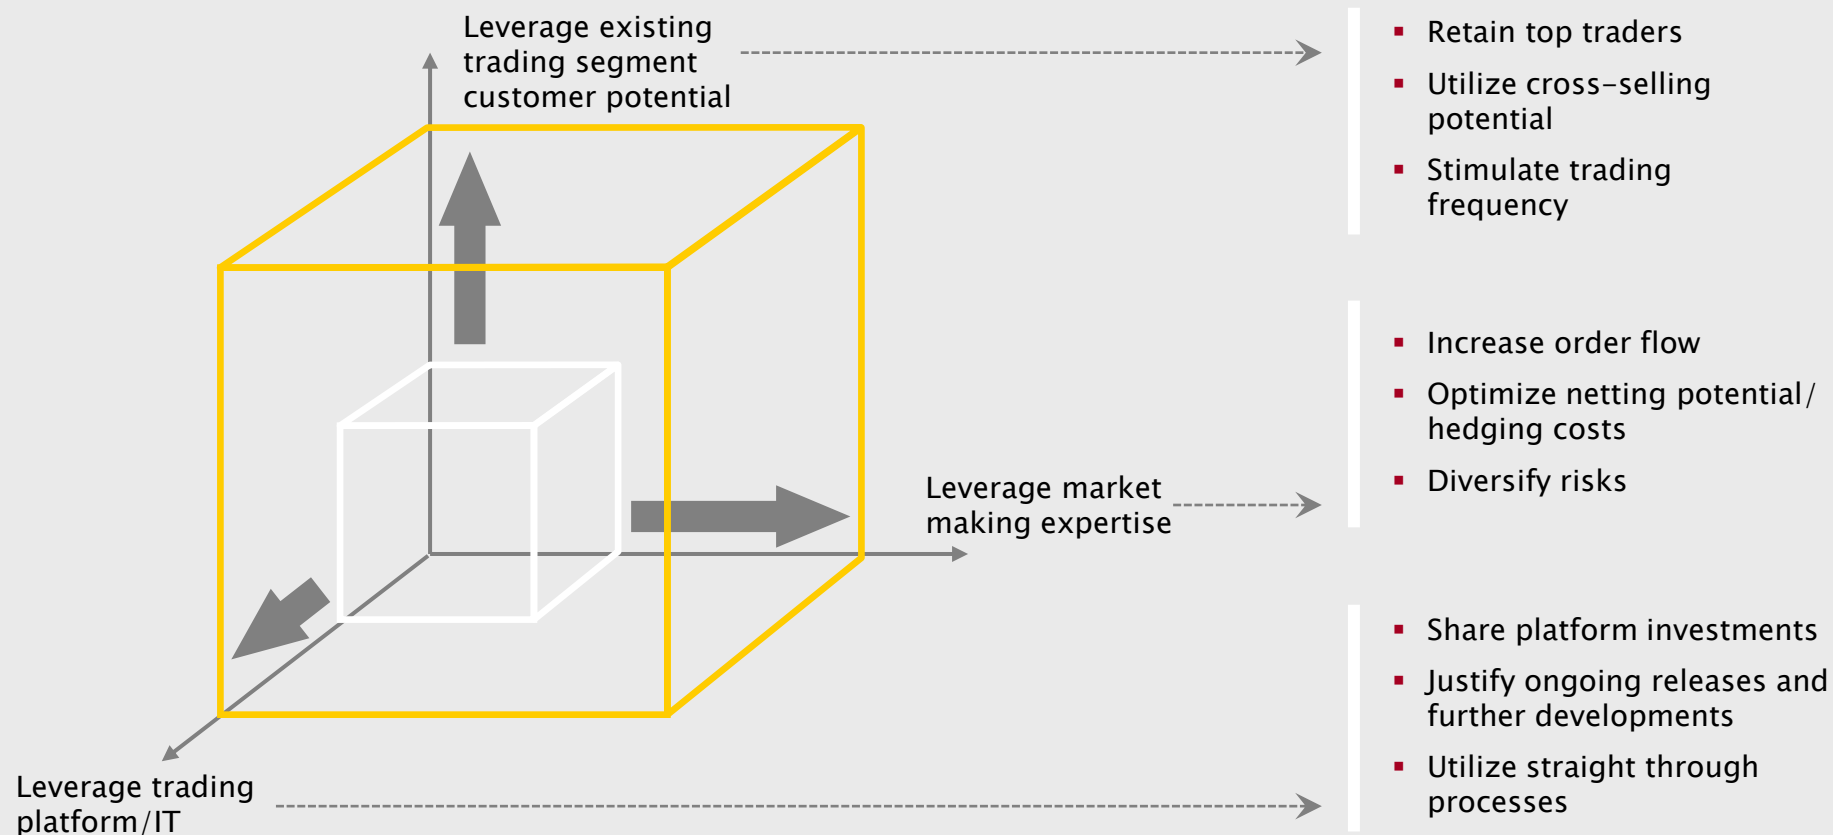 Leverage existing
trading segment
customer potential
▪ Retain top traders
▪ Utilize cross-selling
potential
▪ Stimulate trading
frequency
Leverage market
making expertise
▪ Increase order flow
▪ Optimize netting potential/
hedging costs
▪ Diversify risks
Leverage trading
platform/IT
▪ Share platform investments
▪ Justify ongoing releases and
further developments
▪ Utilize straight through
processes